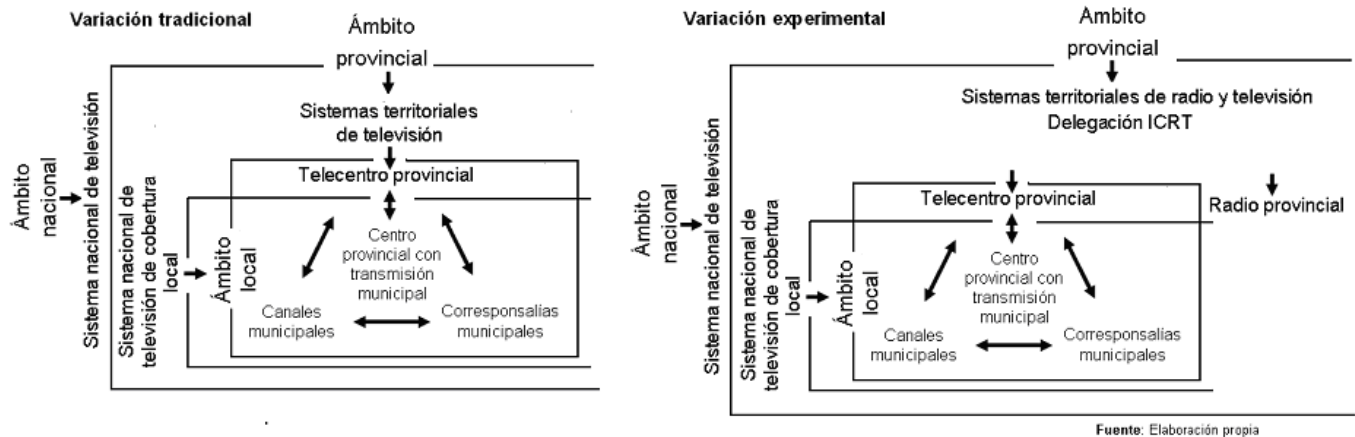 Variación tradicional
Ámbito
provincial
Sistemas territoriales
de televisión
Telecentro provincial
Ámbito
nacional
Sistema nacional de televisión
Sistema nacional de
televisión de cobertura
local
Ámbito
local
Centro
provincial con
transmisión
municipal
Canales
municipales
Corresponsalías
municipales
Variación experimental
Ámbito
provincial
Sistemas territoriales de radio y televisión
Delegación ICRT
Telecentro provincial
Radio provincial
Ámbito
nacional
Sistema nacional de televisión
Sistema nacional de
televisión de cobertura
local
Ámbito
local
Centro
provincial con
transmisión
municipal
Canales
municipales
Corresponsalías
municipales
Fuente: Elaboración propia